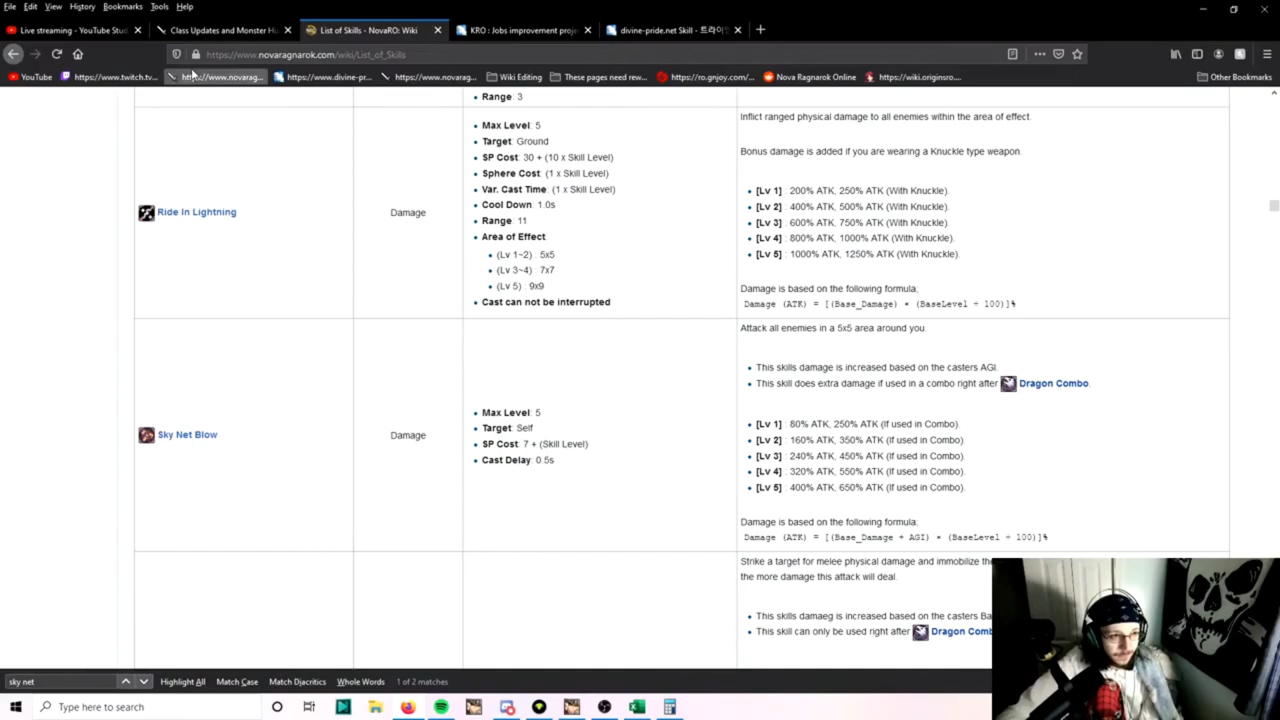 File Edit View History Bookmarks Tools Help
Live streaming - YouTube Stud
Class Updates and Monster Hu
List of Skills - NovaRO: Wiki
KRO : Jobs improvement proje
divine-pride.net Skill - 트라이
https://www.novaragnarok.com/wiki/List_of_Skills
YouTube
https://www.twitch.tv...
https://www.novarag...
https://www.divine-pr...
https://www.novarag...
Wiki Editing
These pages need rew...
https://ro.gnjoy.com/...
Nova Ragnarok Online
https://wiki.originsro...
Other Bookmarks
Range: 3
Ride In Lightning
Damage
Max Level: 5
Target: Ground
SP Cost: 30 + (10 x Skill Level)
Sphere Cost: (1 x Skill Level)
Var. Cast Time: (1 x Skill Level)
Cool Down: 1.0s
Range: 11
Area of Effect:
(Lv 1~2) : 5x5
(Lv 3~4) : 7x7
(Lv 5) : 9x9
Cast can not be interrupted
Inflict ranged physical damage to all enemies within the area of effect.
Bonus damage is added if you are wearing a Knuckle type weapon.
[Lv 1] : 200% ATK, 250% ATK (With Knuckle).
[Lv 2] : 400% ATK, 500% ATK (With Knuckle).
[Lv 3] : 600% ATK, 750% ATK (With Knuckle).
[Lv 4] : 800% ATK, 1000% ATK (With Knuckle).
[Lv 5] : 1000% ATK, 1250% ATK (With Knuckle).
Damage is based on the following formula;
Damage (ATK) = [(Base_Damage) × (BaseLevel ÷ 100)]%
Sky Net Blow
Damage
Max Level: 5
Target: Self
SP Cost: 7 + (Skill Level)
Cast Delay: 0.5s
Attack all enemies in a 5x5 area around you.
This skills damage is increased based on the casters AGI.
This skill does extra damage if used in a combo right after Dragon Combo.
[Lv 1] : 80% ATK, 250% ATK (If used in Combo).
[Lv 2] : 160% ATK, 350% ATK (If used in Combo).
[Lv 3] : 240% ATK, 450% ATK (If used in Combo).
[Lv 4] : 320% ATK, 550% ATK (If used in Combo).
[Lv 5] : 400% ATK, 650% ATK (If used in Combo).
Damage is based on the following formula;
Damage (ATK) = [(Base_Damage + AGI) × (BaseLevel ÷ 100)]%
Strike a target for melee physical damage and immobilize the
the more damage this attack will deal.
This skills damaeg is increased based on the casters Ba
This skill can only be used right after Dragon Comb
sky net
Highlight All
Match Case
Match Diacritics
Whole Words
1 of 2 matches
Type here to search